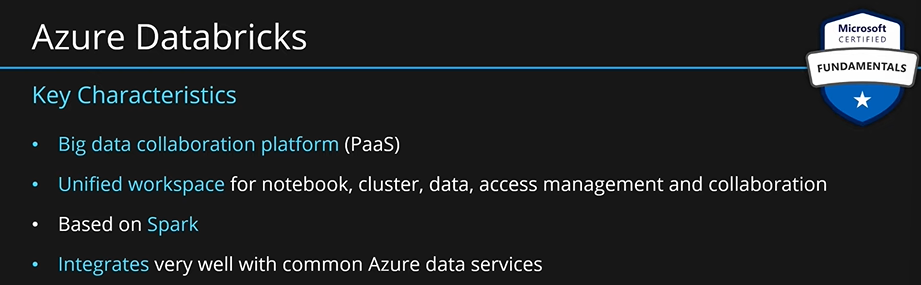 Azure Databricks
Microsoft
CERTIFIED
FUNDAMENTALS
Key Characteristics
• Big data collaboration platform (PaaS)
• Unified workspace for notebook, cluster, data, access management and collaboration
• Based on Spark
• Integrates very well with common Azure data services